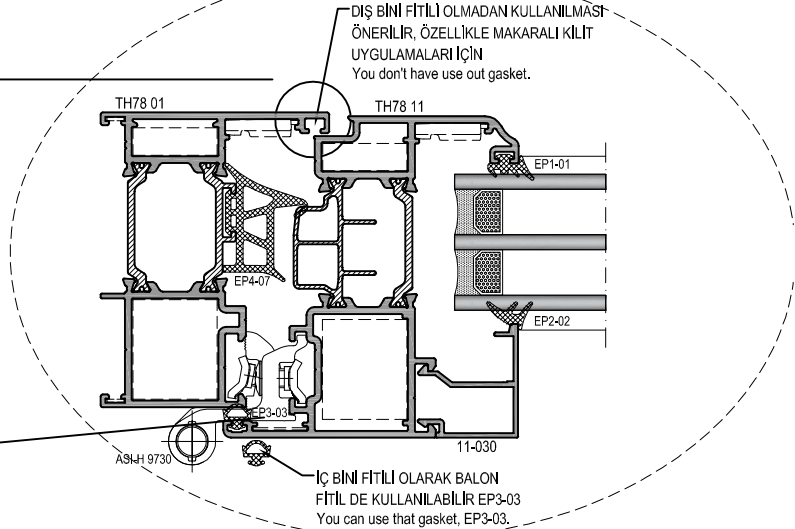 DIŞ BİNİ FİTİLİ OLMADAN KULLANILMASI
ÖNERİLİR, ÖZELLİKLE MAKARALI KİLİT
UYGULAMALARI İÇİN
You don't have use out gasket.
TH78 01
TH78 11
EP1-01
EP4-07
EP2-02
EP3-03
ASI-H 9730
11-030
İÇ BİNİ FİTİLİ OLARAK BALON
FİTİL DE KULLANILABİLİR EP3-03
You can use that gasket, EP3-03.